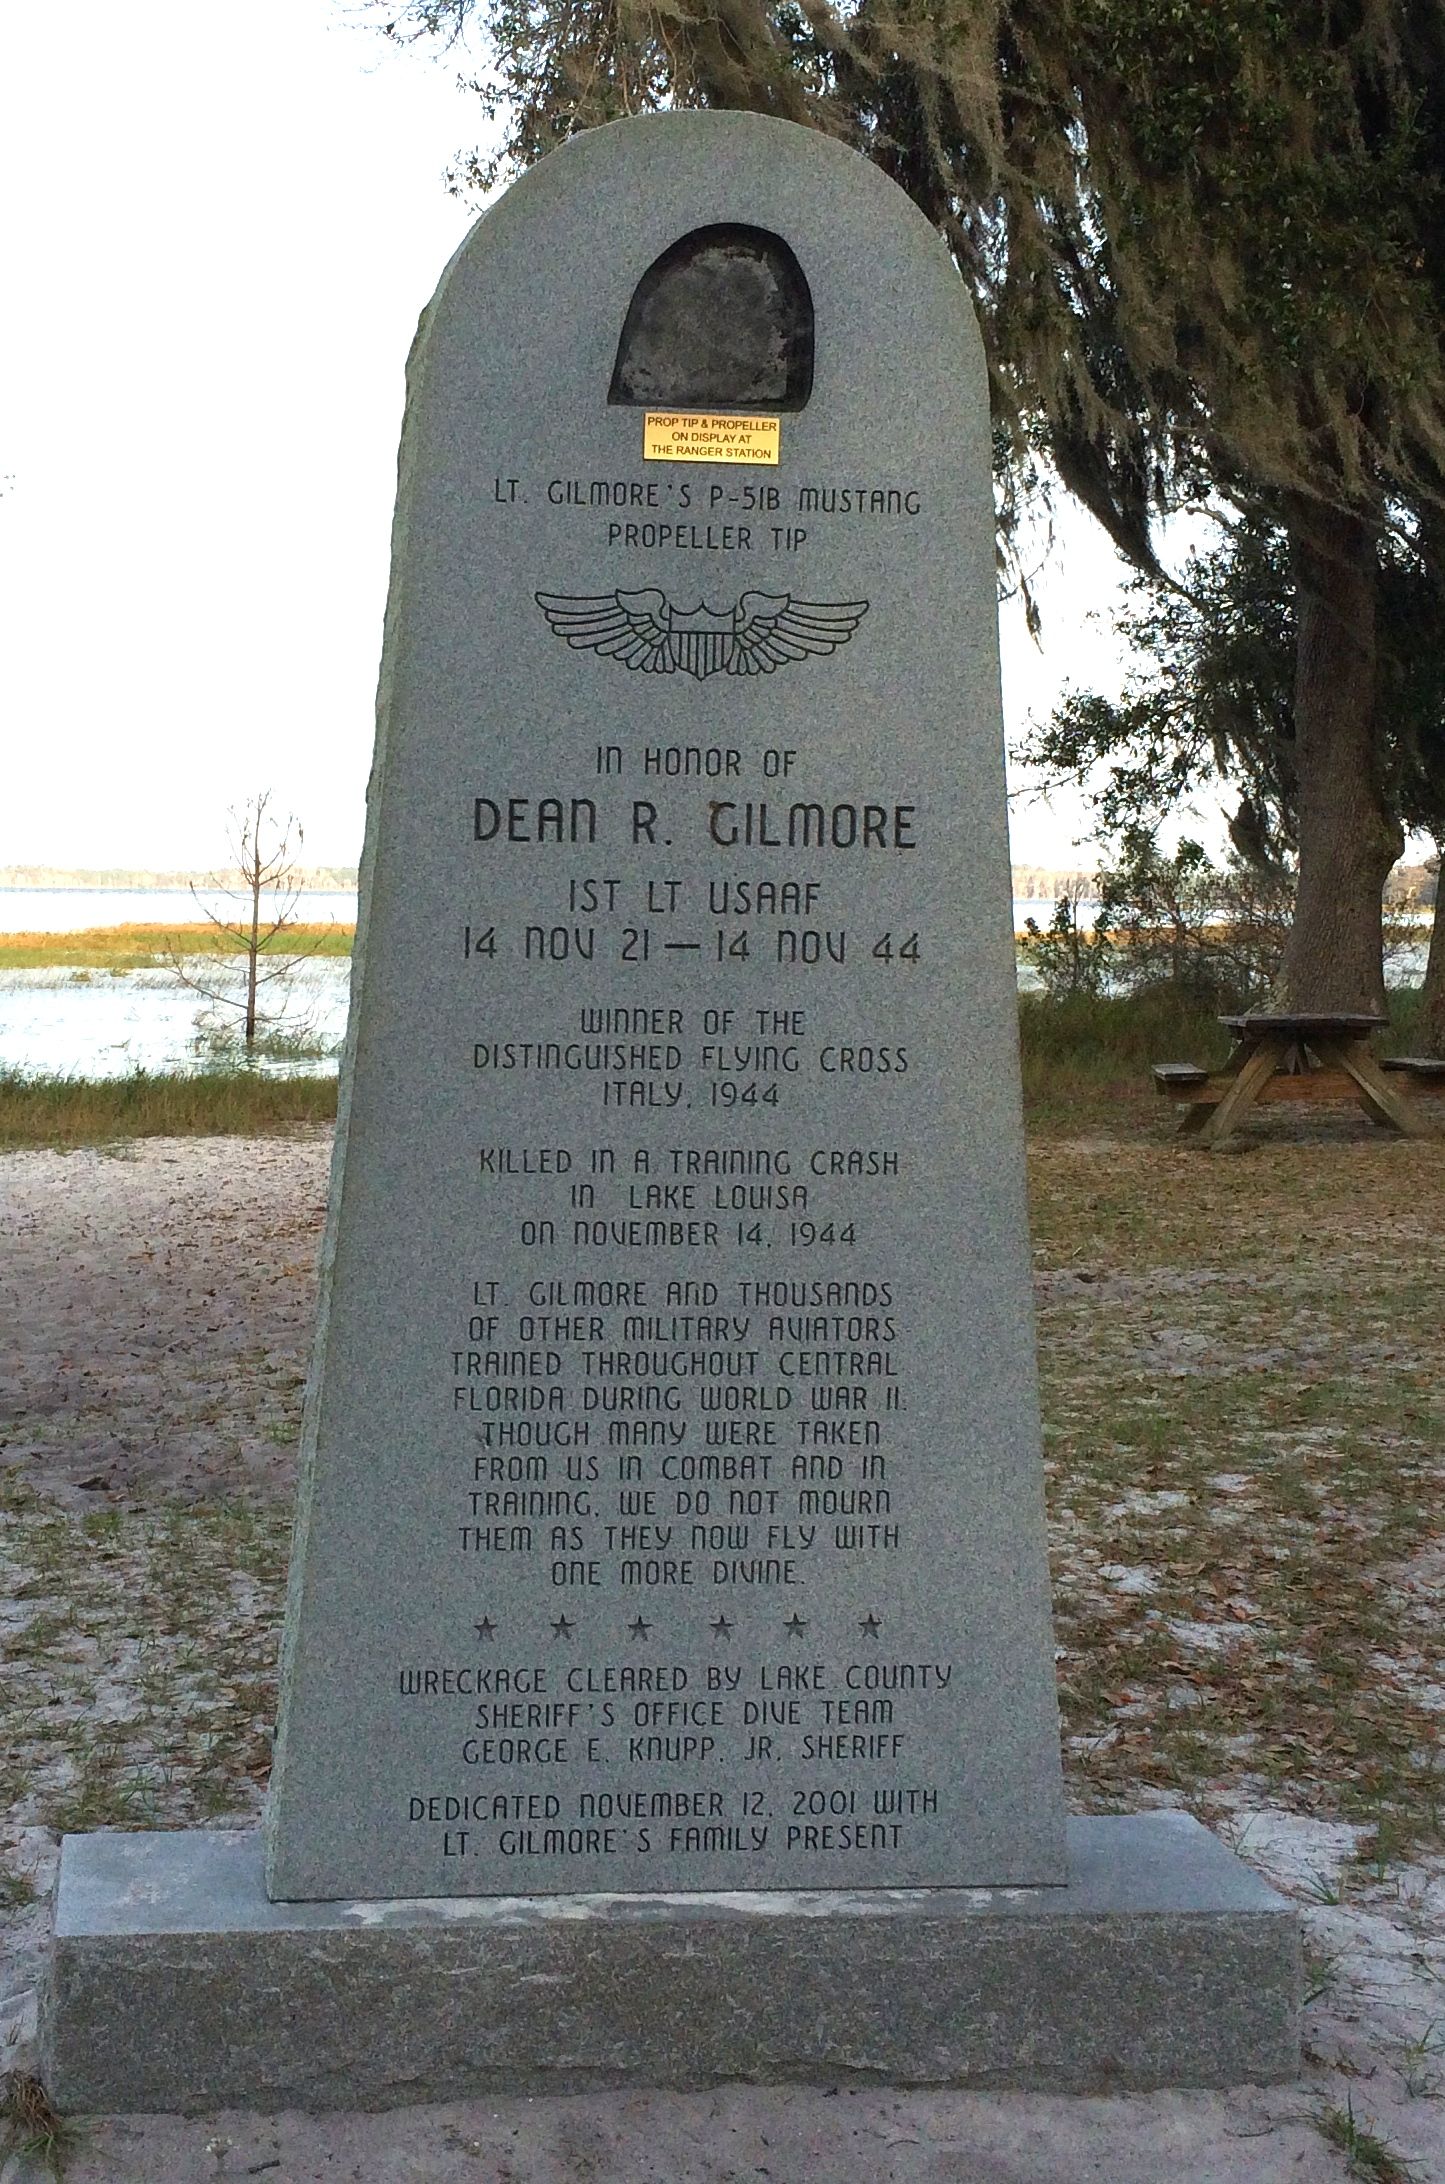 PROP TIP & PROPELLER
ON DISPLAY AT
THE RANGER STATION
LT. GILMORE'S P-51B MUSTANG
PROPELLER TIP
IN HONOR OF
DEAN R. GILMORE
1ST LT USAAF
14 NOV 21 — 14 NOV 44
WINNER OF THE
DISTINGUISHED FLYING CROSS
ITALY, 1944
KILLED IN A TRAINING CRASH
IN LAKE LOUISA
ON NOVEMBER 14, 1944
LT. GILMORE AND THOUSANDS
OF OTHER MILITARY AVIATORS
TRAINED THROUGHOUT CENTRAL
FLORIDA DURING WORLD WAR II.
THOUGH MANY WERE TAKEN
FROM US IN COMBAT AND IN
TRAINING, WE DO NOT MOURN
THEM AS THEY NOW FLY WITH
ONE MORE DIVINE.
WRECKAGE CLEARED BY LAKE COUNTY
SHERIFF'S OFFICE DIVE TEAM
GEORGE E. KNUPP, JR. SHERIFF
DEDICATED NOVEMBER 12, 2001 WITH
LT. GILMORE'S FAMILY PRESENT